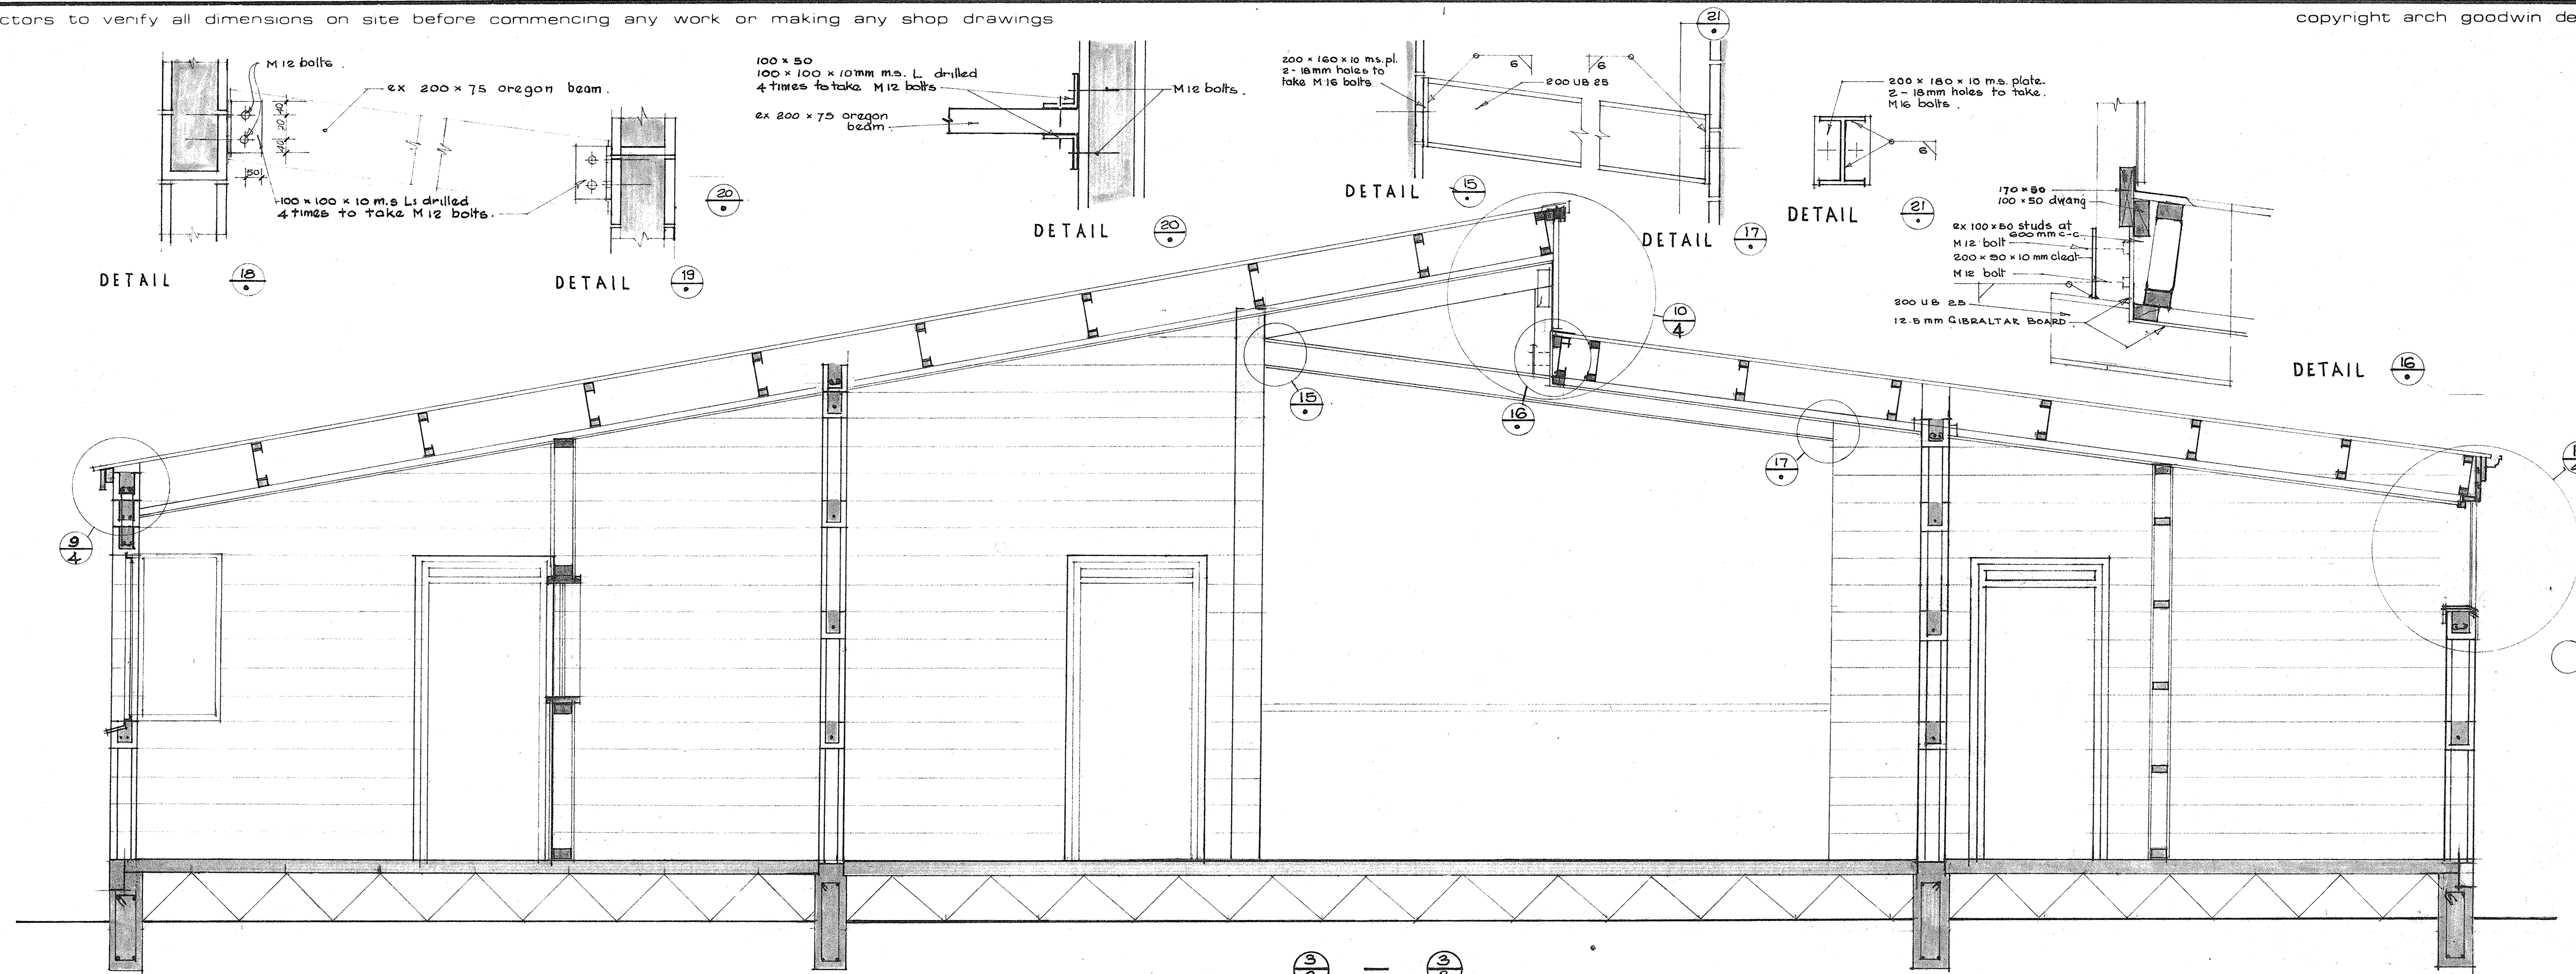 ctors to verify all dimensions on site before commencing any work or making any shop drawings
copyright arch goodwin de
M12 bolts.
ex 200 x 75 oregon beam.
40
70
40
50
100 x 100 x 10 m.s Ls drilled
4 times to take M12 bolts.
DETAIL 18
DETAIL 19
20
100 x 50
100 x 100 x 10mm m.s. L drilled
4 times to take M12 bolts
ex 200 x 75 oregon
beam.
M12 bolts.
DETAIL 20
200 x 160 x 10 ms.pl.
2 - 18mm holes to
take M16 bolts
6
6
200 UB 25
21
DETAIL 15
DETAIL 17
200 x 180 x 10 m.s. plate.
2 - 18mm holes to take.
M16 bolts.
6
DETAIL 21
170 x 50
100 x 50 dwang
ex 100 x 50 studs at
600mm c-c.
M12 bolt
200 x 90 x 10 mm cleat
M12 bolt
200 UB 25
12.5mm GIBRALTAR BOARD.
DETAIL 16
10
4
15
16
17
9
4
3
3